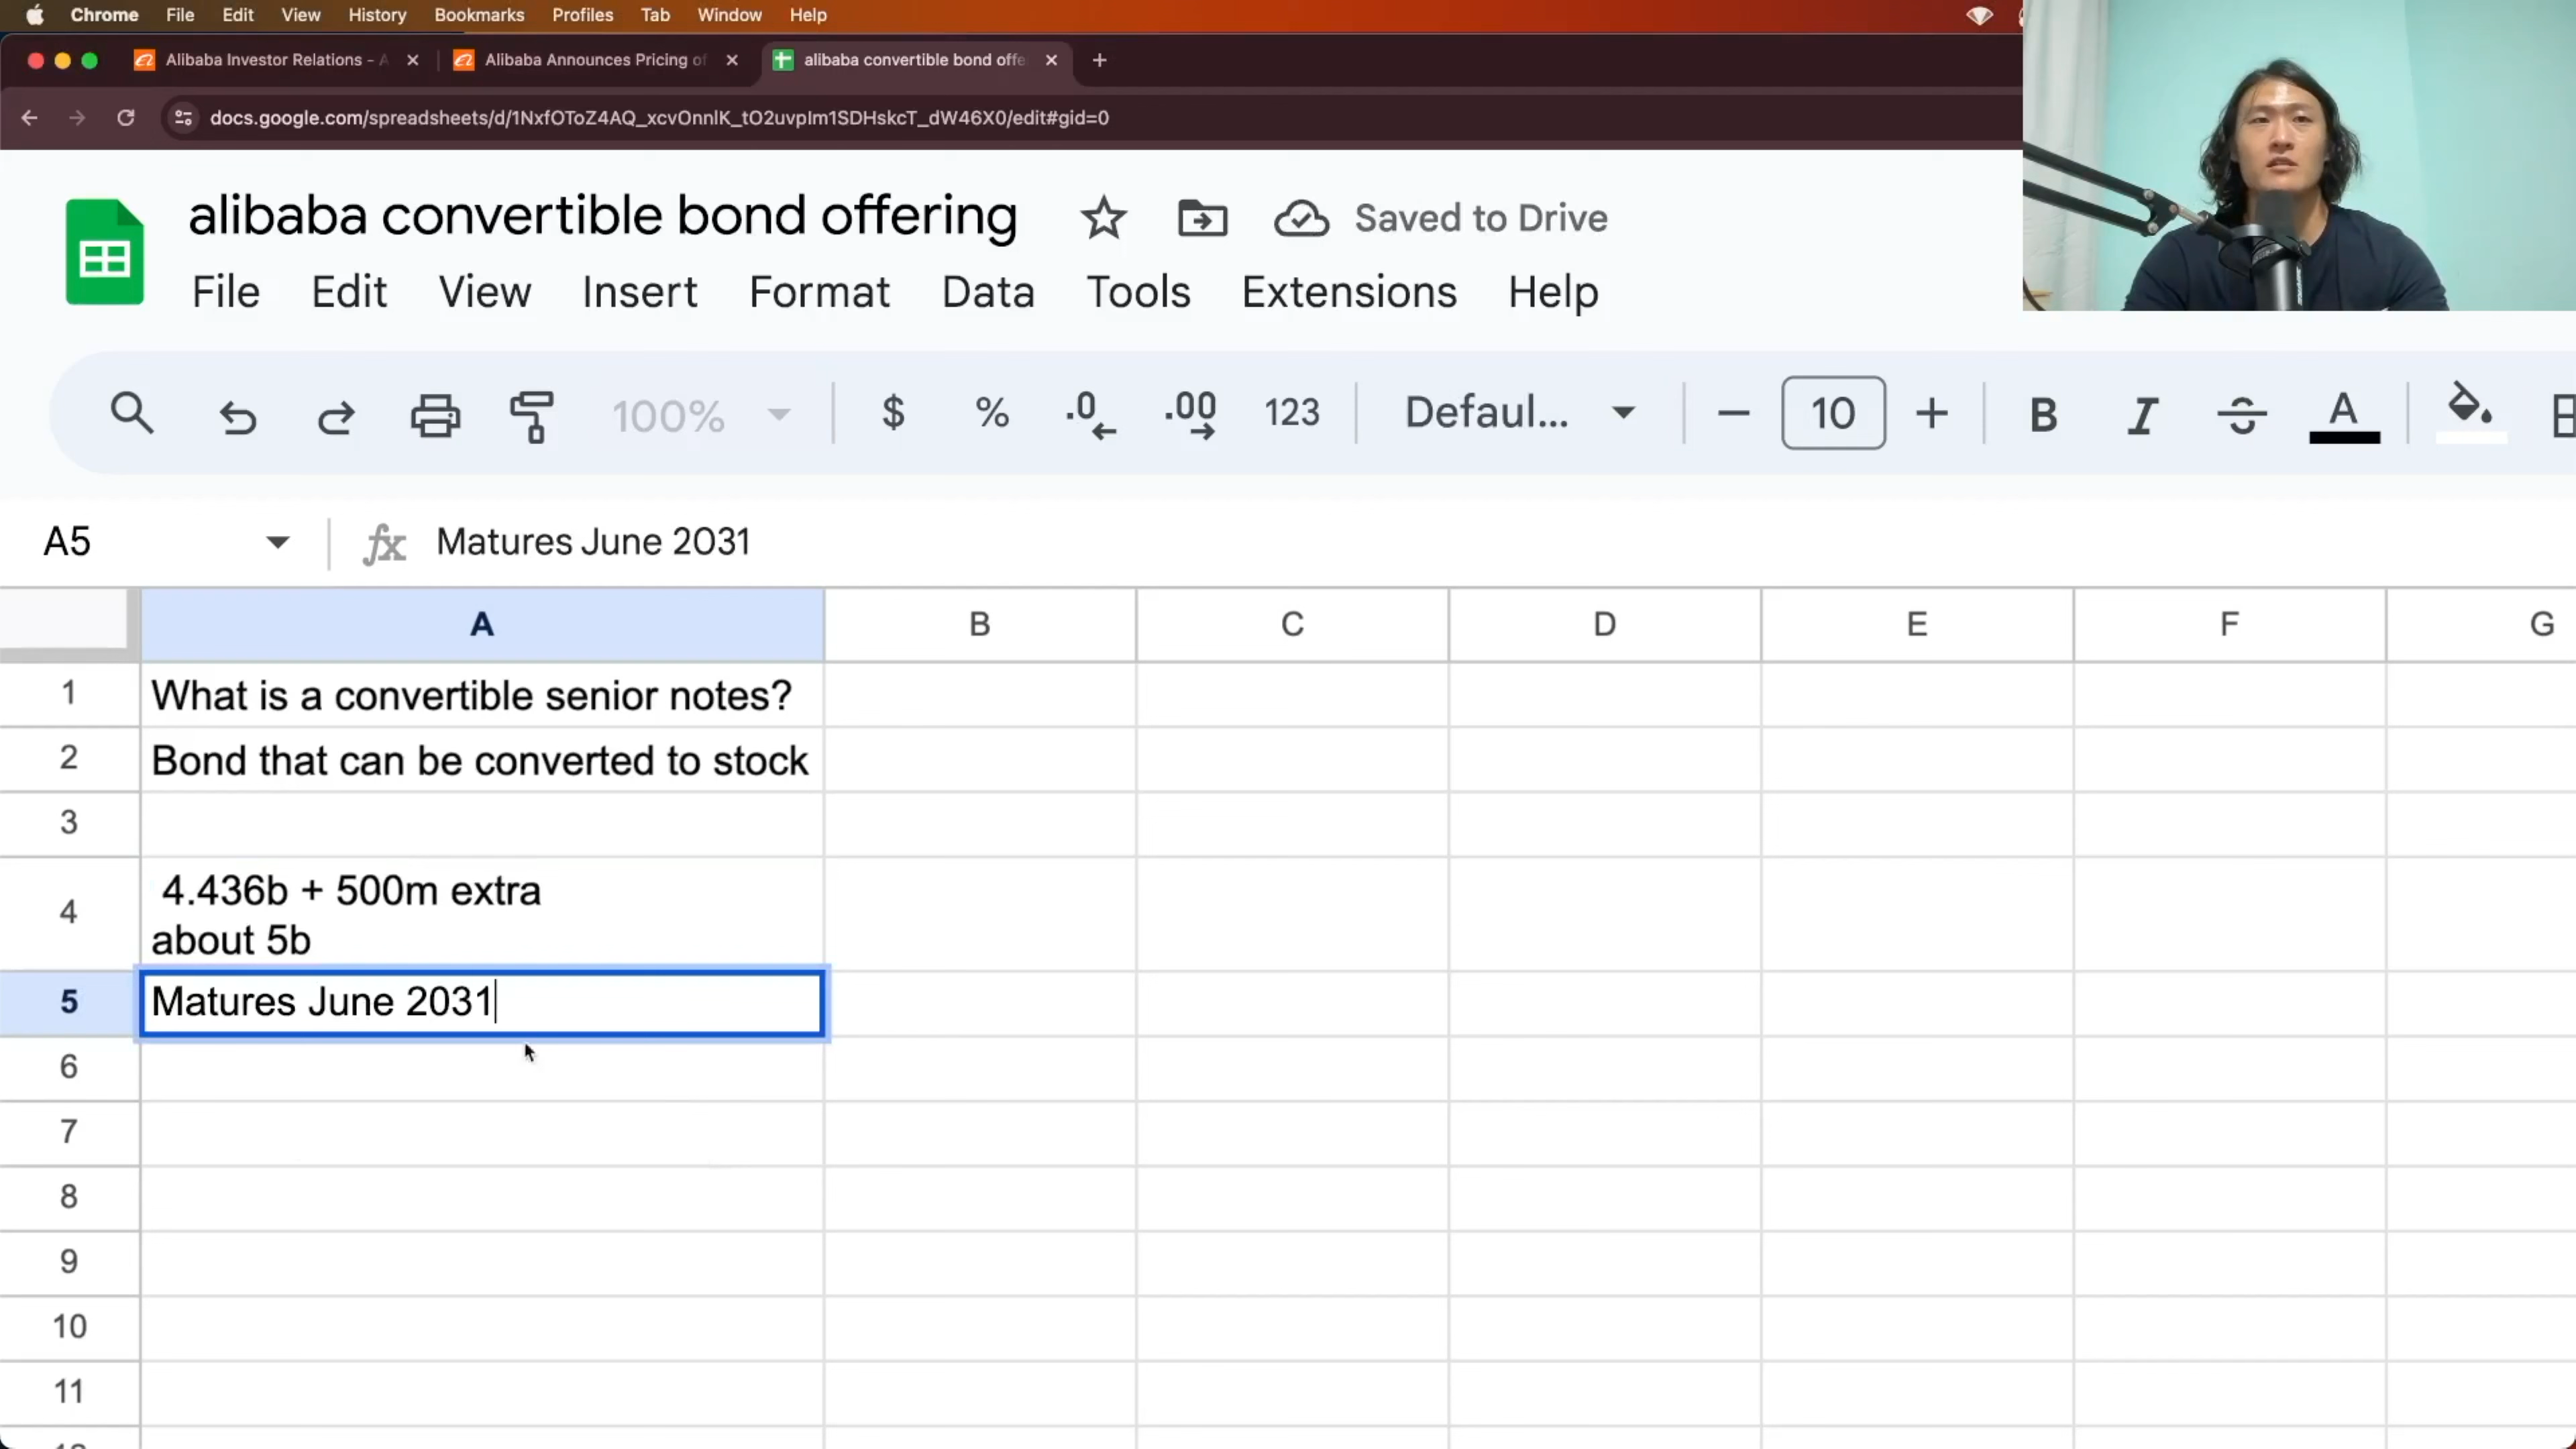 Chrome File Edit View History Bookmarks Profiles Tab Window Help
Alibaba Investor Relations - A
Alibaba Announces Pricing of
alibaba convertible bond offe
docs.google.com/spreadsheets/d/1NxfOToZ4AQ_xcvOnnlK_tO2uvpIm1SDHskcT_dW46X0/edit#gid=0
alibaba convertible bond offering
Saved to Drive
File Edit View Insert Format Data Tools Extensions Help
100% $ % .0 .00 123 Defaul... 10 B I S A
A5 fx Matures June 2031
A B C D E F G
1 What is a convertible senior notes?
2 Bond that can be converted to stock
3
4 4.436b + 500m extra
about 5b
5 Matures June 2031
6
7
8
9
10
11